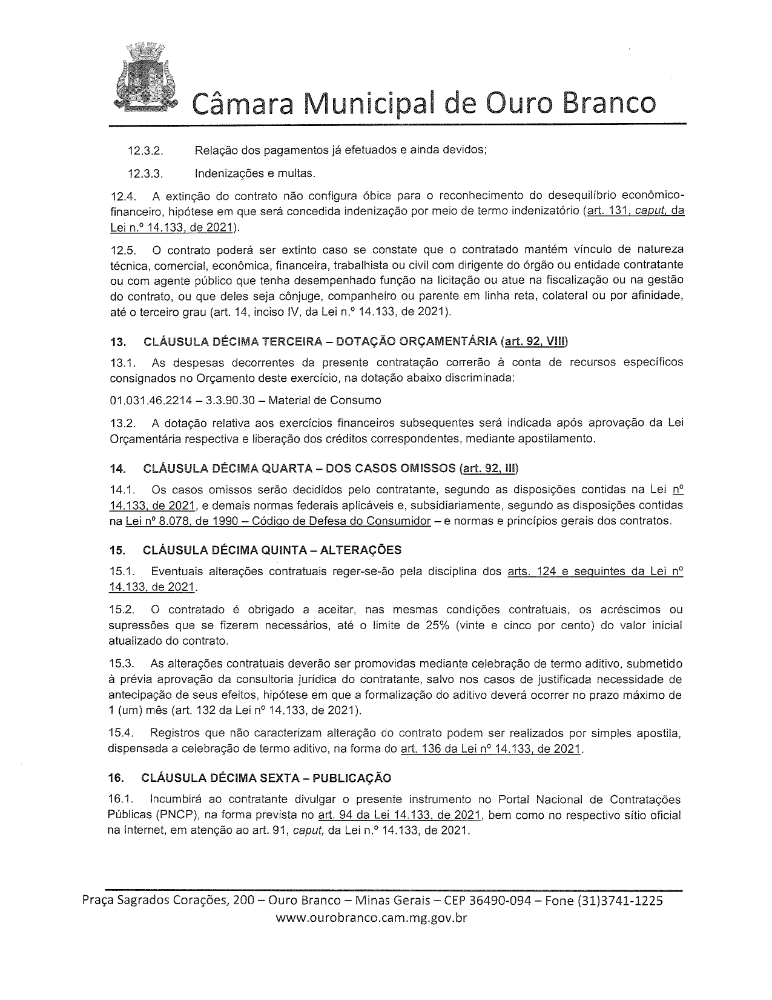 Câmara Municipal de Ouro Branco
12.3.2. Relação dos pagamentos já efetuados e ainda devidos;
12.3.3. Indenizações e multas.
12.4. A extinção do contrato não configura óbice para o reconhecimento do desequilíbrio econômico-
financeiro, hipótese em que será concedida indenização por meio de termo indenizatório (art. 131, caput, da
Lei n.º 14.133, de 2021).
12.5. O contrato poderá ser extinto caso se constate que o contratado mantém vínculo de natureza
técnica, comercial, econômica, financeira, trabalhista ou civil com dirigente do órgão ou entidade contratante
ou com agente público que tenha desempenhado função na licitação ou atue na fiscalização ou na gestão
do contrato, ou que deles seja cônjuge, companheiro ou parente em linha reta, colateral ou por afinidade,
até o terceiro grau (art. 14, inciso IV, da Lei n.º 14.133, de 2021).
13. CLÁUSULA DÉCIMA TERCEIRA – DOTAÇÃO ORÇAMENTÁRIA (art. 92, VIII)
13.1. As despesas decorrentes da presente contratação correrão à conta de recursos específicos
consignados no Orçamento deste exercício, na dotação abaixo discriminada:
01.031.46.2214 – 3.3.90.30 – Material de Consumo
13.2. A dotação relativa aos exercícios financeiros subsequentes será indicada após aprovação da Lei
Orçamentária respectiva e liberação dos créditos correspondentes, mediante apostilamento.
14. CLÁUSULA DÉCIMA QUARTA – DOS CASOS OMISSOS (art. 92, III)
14.1. Os casos omissos serão decididos pelo contratante, segundo as disposições contidas na Lei nº
14.133, de 2021, e demais normas federais aplicáveis e, subsidiariamente, segundo as disposições contidas
na Lei nº 8.078, de 1990 – Código de Defesa do Consumidor – e normas e princípios gerais dos contratos.
15. CLÁUSULA DÉCIMA QUINTA – ALTERAÇÕES
15.1. Eventuais alterações contratuais reger-se-ão pela disciplina dos arts. 124 e seguintes da Lei nº
14.133, de 2021.
15.2. O contratado é obrigado a aceitar, nas mesmas condições contratuais, os acréscimos ou
supressões que se fizerem necessários, até o limite de 25% (vinte e cinco por cento) do valor inicial
atualizado do contrato.
15.3. As alterações contratuais deverão ser promovidas mediante celebração de termo aditivo, submetido
à prévia aprovação da consultoria jurídica do contratante, salvo nos casos de justificada necessidade de
antecipação de seus efeitos, hipótese em que a formalização do aditivo deverá ocorrer no prazo máximo de
1 (um) mês (art. 132 da Lei nº 14.133, de 2021).
15.4. Registros que não caracterizam alteração do contrato podem ser realizados por simples apostila,
dispensada a celebração de termo aditivo, na forma do art. 136 da Lei nº 14.133, de 2021.
16. CLÁUSULA DÉCIMA SEXTA – PUBLICAÇÃO
16.1. Incumbirá ao contratante divulgar o presente instrumento no Portal Nacional de Contratações
Públicas (PNCP), na forma prevista no art. 94 da Lei 14.133, de 2021, bem como no respectivo sítio oficial
na Internet, em atenção ao art. 91, caput, da Lei n.º 14.133, de 2021.
Praça Sagrados Corações, 200 – Ouro Branco – Minas Gerais – CEP 36490-094 – Fone (31)3741-1225
www.ourobranco.cam.mg.gov.br